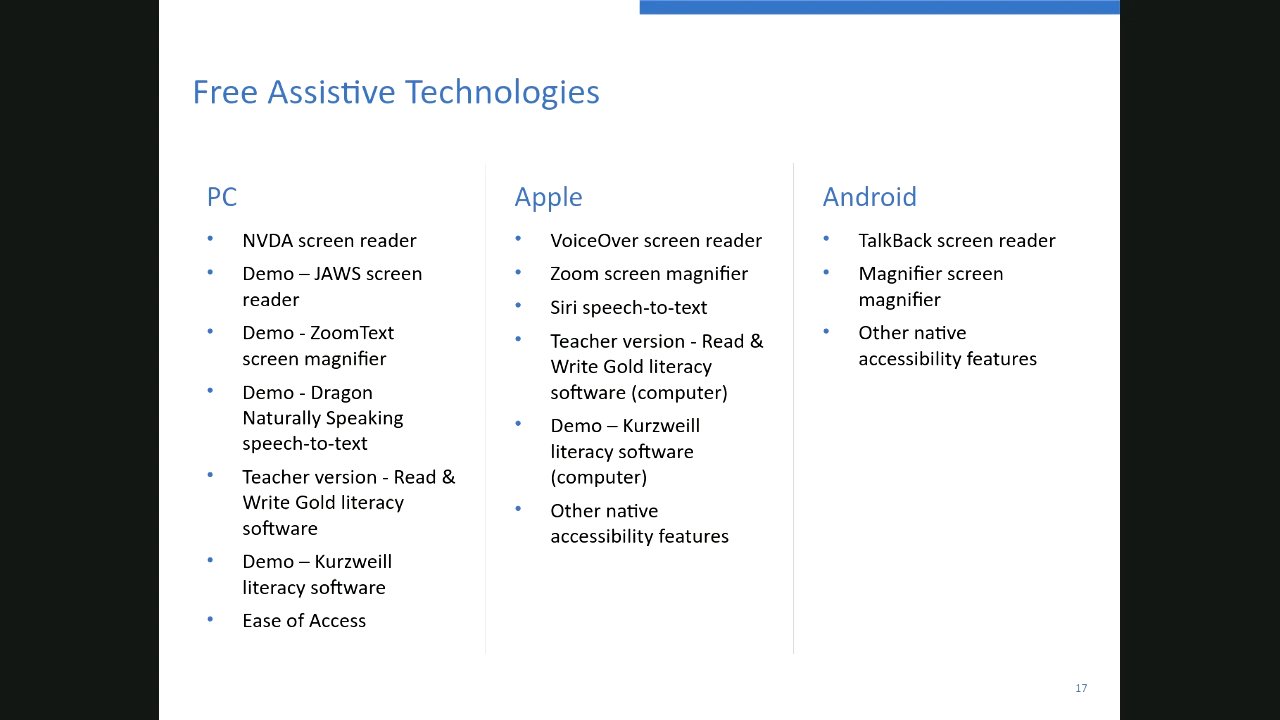 Free Assistive Technologies
PC
• NVDA screen reader
• Demo – JAWS screen
reader
• Demo - ZoomText
screen magnifier
• Demo - Dragon
Naturally Speaking
speech-to-text
• Teacher version - Read &
Write Gold literacy
software
• Demo – Kurzweill
literacy software
• Ease of Access
Apple
• VoiceOver screen reader
• Zoom screen magnifier
• Siri speech-to-text
• Teacher version - Read &
Write Gold literacy
software (computer)
• Demo – Kurzweill
literacy software
(computer)
• Other native
accessibility features
Android
• TalkBack screen reader
• Magnifier screen
magnifier
• Other native
accessibility features
17